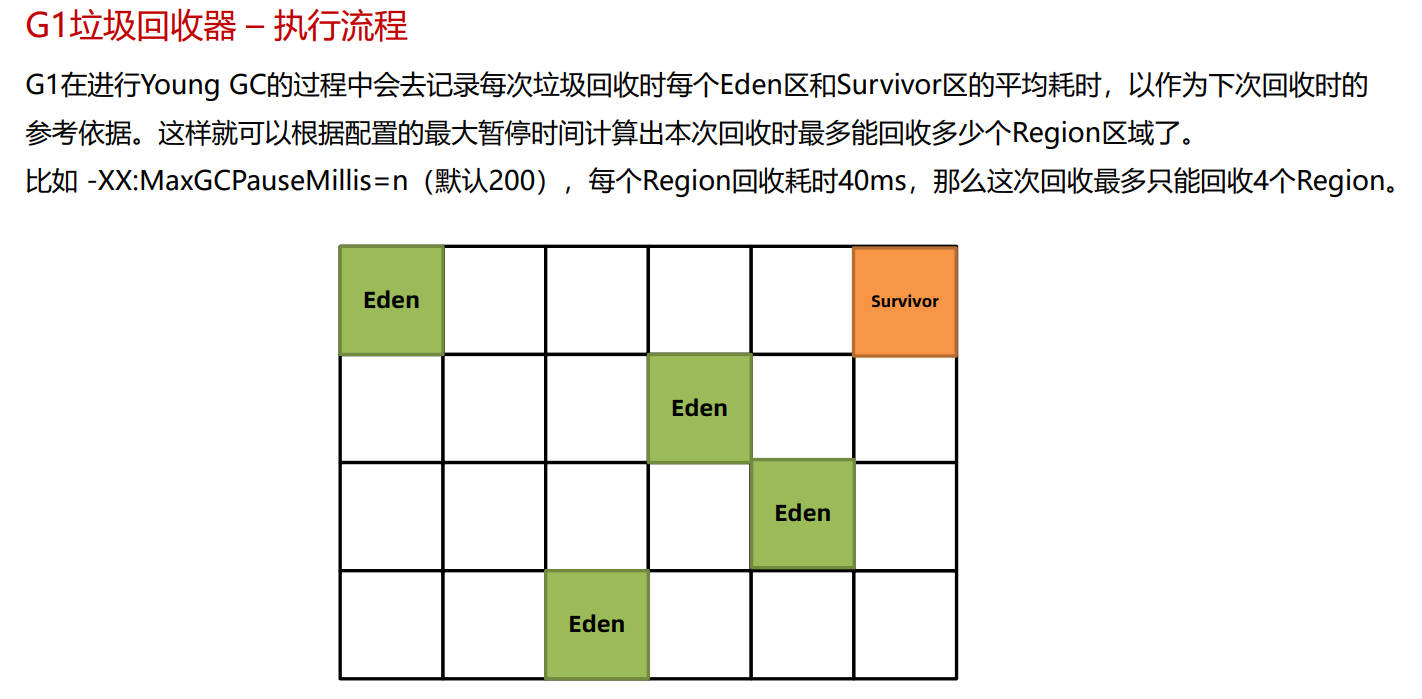 G1垃圾回收器 – 执行流程
G1在进行Young GC的过程中会去记录每次垃圾回收时每个Eden区和Survivor区的平均耗时，以作为下次回收时的
参考依据。这样就可以根据配置的最大暂停时间计算出本次回收时最多能回收多少个Region区域了。
比如 -XX:MaxGCPauseMillis=n（默认200），每个Region回收耗时40ms，那么这次回收最多只能回收4个Region。
Eden
Survivor
Eden
Eden
Eden